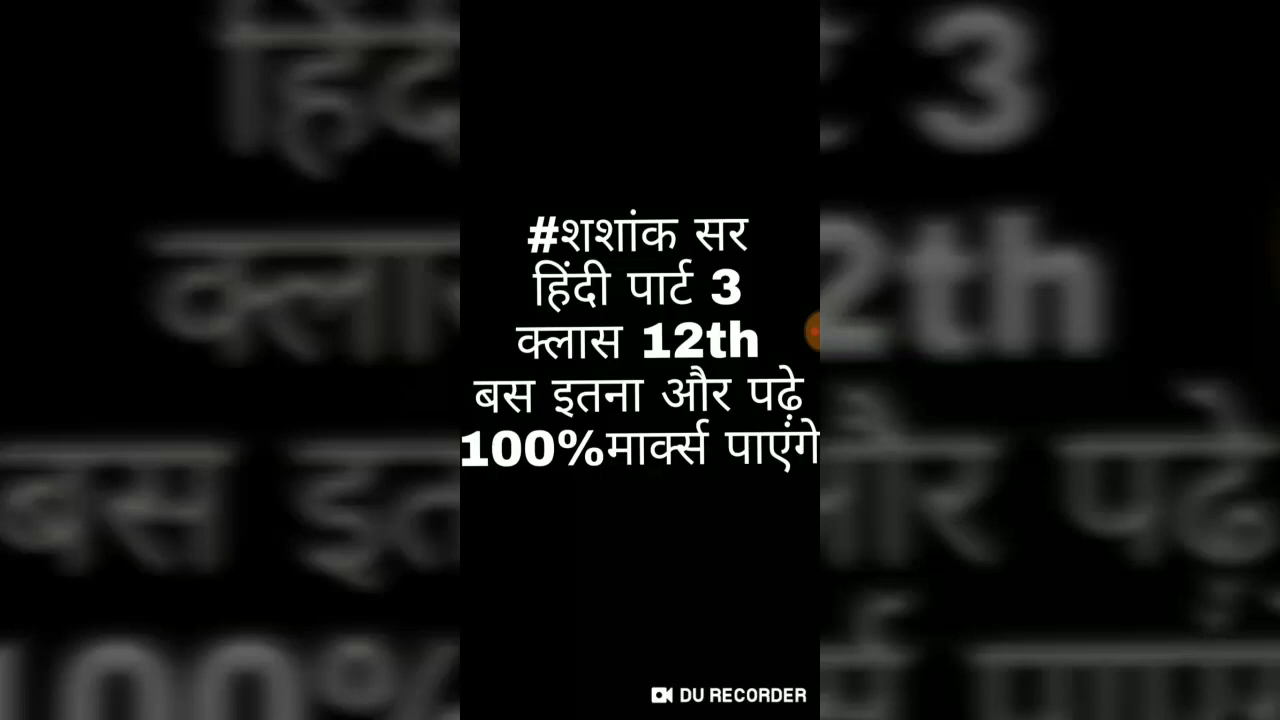 #शशांक सर
हिंदी पार्ट 3
क्लास 12th
बस इतना और पढ़े
100%मार्क्स पाएंगे
DU RECORDER